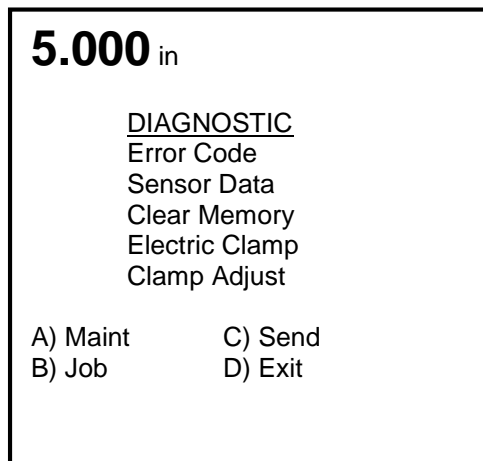 5.000 in
DIAGNOSTIC
Error Code
Sensor Data
Clear Memory
Electric Clamp
Clamp Adjust
A) Maint C) Send
B) Job D) Exit